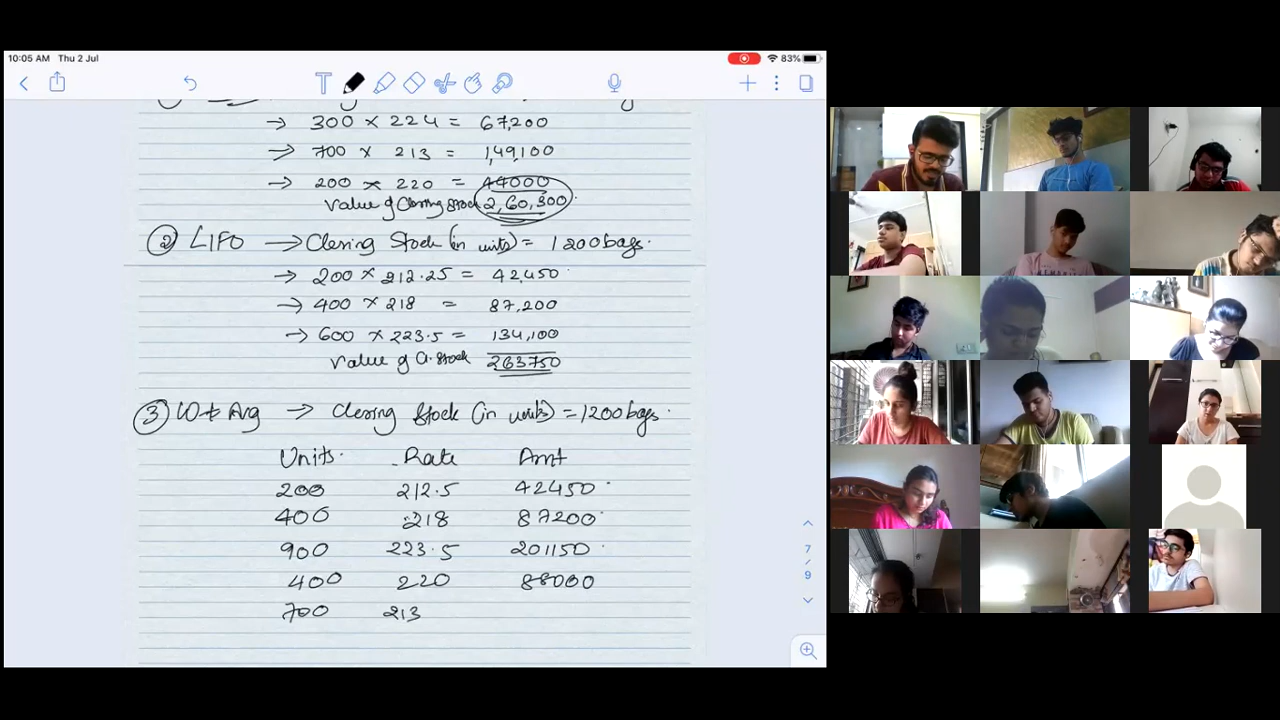 10:05 AM Thu 2 Jul
83%
T
→ 300 × 224 = 67,200
→ 700 × 213 = 1,49,100
→ 200 × 220 = 44000
Value of Closing Stock 2,60,300
② LIFO → Closing Stock (in units) = 1200 bags.
→ 200 × 212.25 = 42,450
→ 400 × 218 = 87,200
→ 600 × 223.5 = 134,100
Value of Cl. Stock 263750
③ Wt Avg → Closing Stock (in units) = 1200 bags.
Units Rate Amt
200 212.5 42450
400 218 87200
900 223.5 201150
400 220 88000
700 213
7
/
9